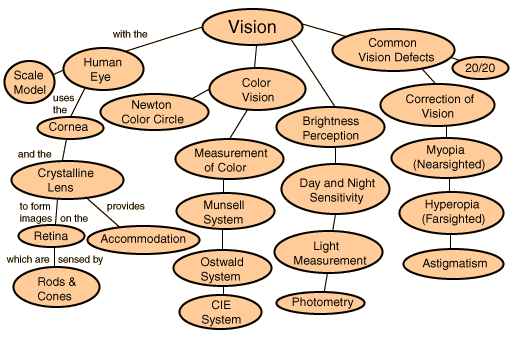 Vision
with the
Common
Vision Defects
20/20
Human
Eye
Scale
Model
Color
Vision
Newton
Color Circle
uses
the
Correction of
Vision
Brightness
Perception
Cornea
and the
Measurement
of Color
Myopia
(Nearsighted)
Crystalline
Lens
Day and Night
Sensitivity
to form
images
on the
provides
Munsell
System
Hyperopia
(Farsighted)
Retina
Accommodation
Light
Measurement
which are
sensed by
Ostwald
System
Astigmatism
Rods &
Cones
CIE
System
Photometry